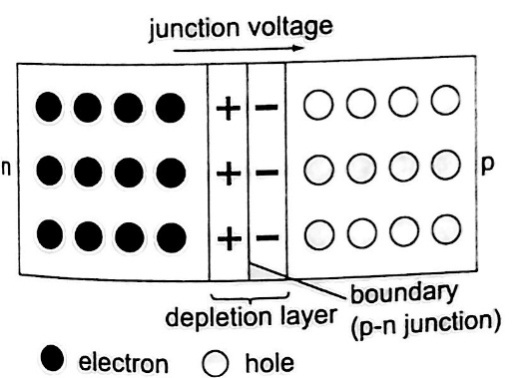 junction voltage
n
+ −
p
+ −
+ −
depletion layer
boundary
(p-n junction)
electron
hole